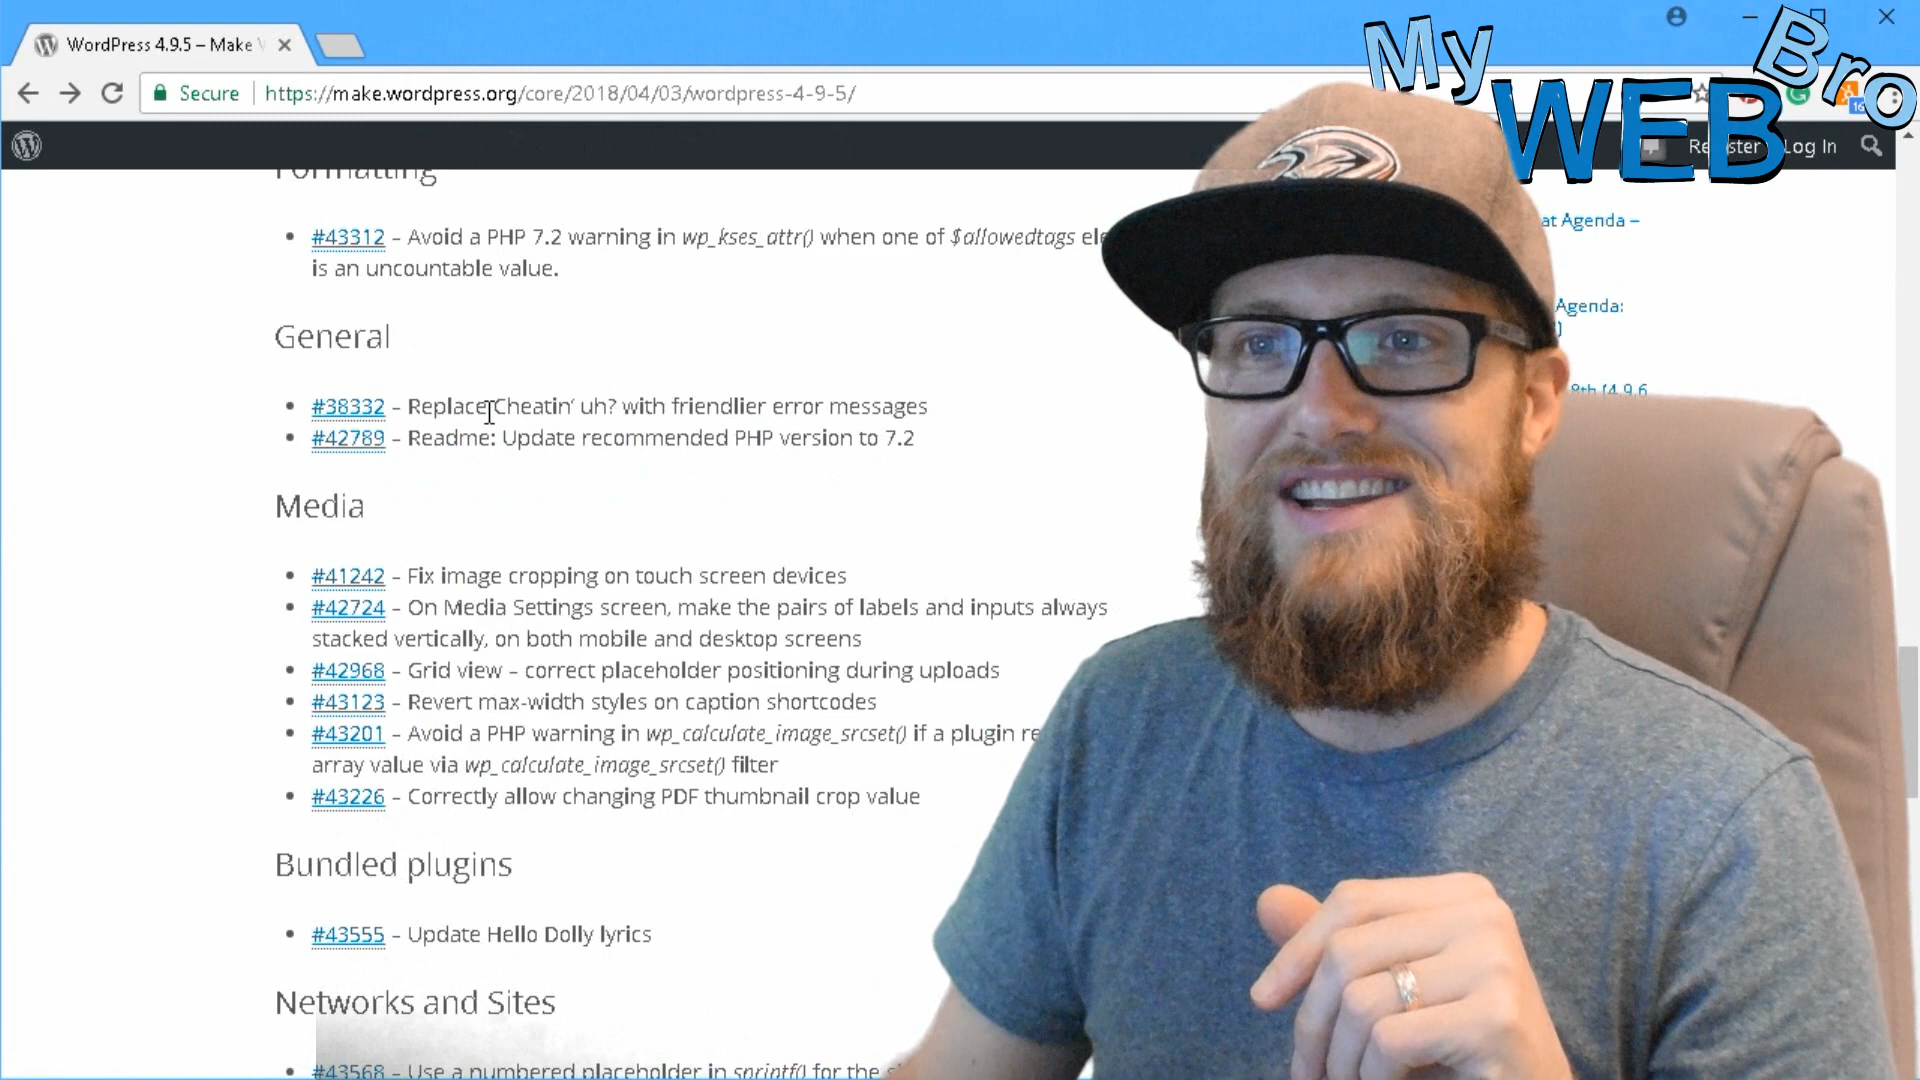 My WEB Bro
WordPress 4.9.5 – Make
Secure https://make.wordpress.org/core/2018/04/03/wordpress-4-9-5/
16
Register Log In
Formatting
#43312 – Avoid a PHP 7.2 warning in wp_kses_attr() when one of $allowedtags
is an uncountable value.
General
#38332 – Replace Cheatin’ uh? with friendlier error messages
#42789 – Readme: Update recommended PHP version to 7.2
Media
#41242 – Fix image cropping on touch screen devices
#42724 – On Media Settings screen, make the pairs of labels and inputs always
stacked vertically, on both mobile and desktop screens
#42968 – Grid view – correct placeholder positioning during uploads
#43123 – Revert max-width styles on caption shortcodes
#43201 – Avoid a PHP warning in wp_calculate_image_srcset() if a plugin
array value via wp_calculate_image_srcset() filter
#43226 – Correctly allow changing PDF thumbnail crop value
Bundled plugins
#43555 – Update Hello Dolly lyrics
Networks and Sites
#43568 – Use a numbered placeholder in sprintf() for the
Agenda –
Agenda:
(4.9.6